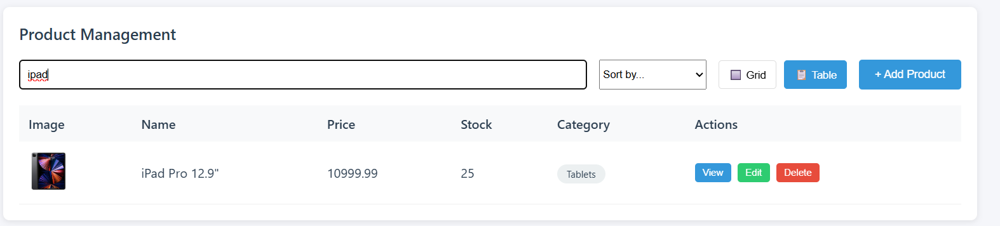 Product Management
ipad Sort by... Grid Table + Add Product
Image Name Price Stock Category Actions
iPad Pro 12.9" 10999.99 25 Tablets View Edit Delete